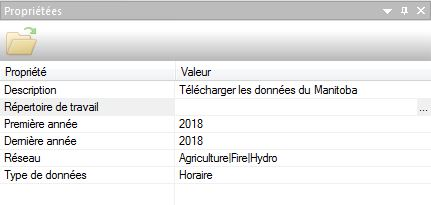 Propriétées
Propriété Valeur
Description Télécharger les données du Manitoba
Répertoire de travail ...
Première année 2018
Dernière année 2018
Réseau Agriculture|Fire|Hydro
Type de données Horaire